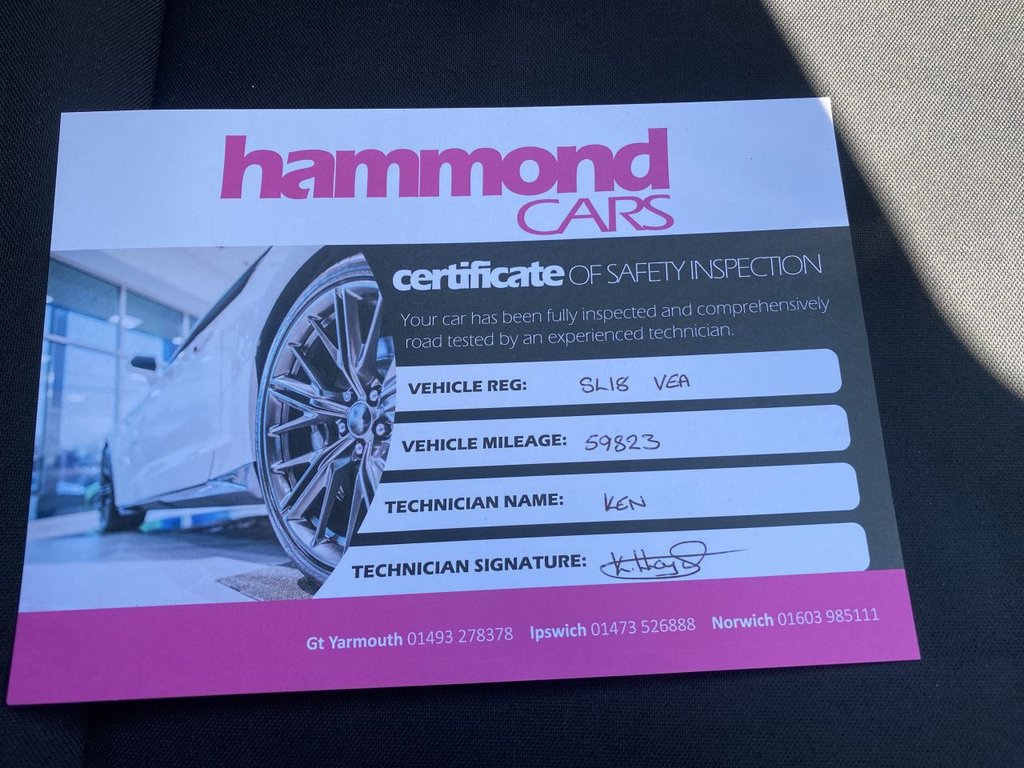 hammond
CARS
certificate OF SAFETY INSPECTION
Your car has been fully inspected and comprehensively
road tested by an experienced technician.
VEHICLE REG: SL18 VEA
VEHICLE MILEAGE: 59823
TECHNICIAN NAME: KEN
TECHNICIAN SIGNATURE:
Gt Yarmouth 01493 278378 Ipswich 01473 526888 Norwich 01603 985111